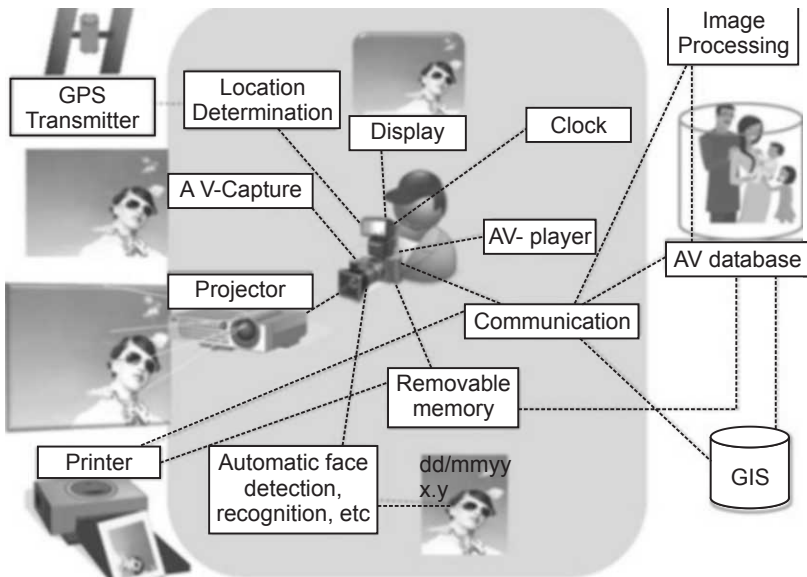 Image
Processing
GPS
Transmitter
Location
Determination
Display
Clock
A V-Capture
AV- player
AV database
Projector
Communication
Removable
memory
Printer
Automatic face
detection,
recognition, etc
dd/mmyy
x.y
GIS